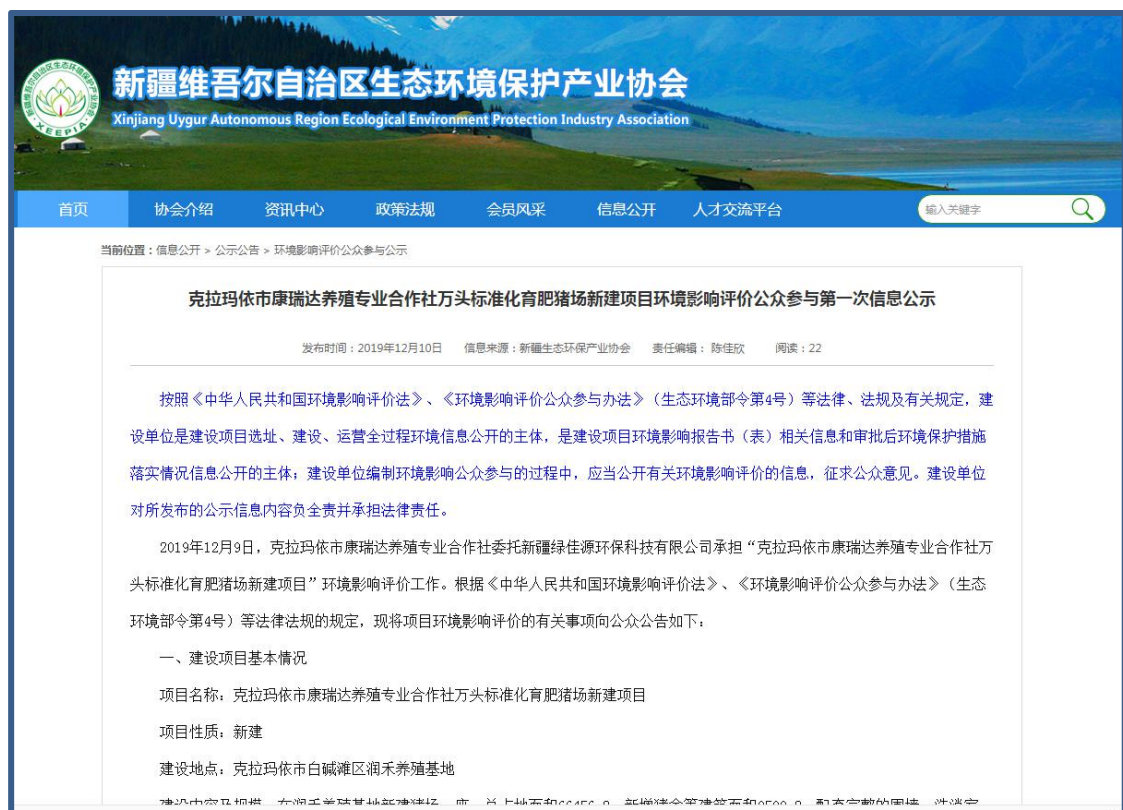 新疆维吾尔自治区生态环境保护产业协会
Xinjiang Uygur Autonomous Region Ecological Environment Protection Industry Association
XEEPIA
首页 协会介绍 资讯中心 政策法规 会员风采 信息公开 人才交流平台 输入关键字
当前位置：信息公开 > 公示公告 > 环境影响评价公众参与公示
克拉玛依市康瑞达养殖专业合作社万头标准化育肥猪场新建项目环境影响评价公众参与第一次信息公示
发布时间：2019年12月10日 信息来源：新疆生态环保产业协会 责任编辑： 陈佳欣 阅读：22
按照《中华人民共和国环境影响评价法》、《环境影响评价公众参与办法》（生态环境部令第4号）等法律、法规及有关规定，建
设单位是建设项目选址、建设、运营全过程环境信息公开的主体，是建设项目环境影响报告书（表）相关信息和审批后环境保护措施
落实情况信息公开的主体；建设单位编制环境影响公众参与的过程中，应当公开有关环境影响评价的信息，征求公众意见。建设单位
对所发布的公示信息内容负全责并承担法律责任。
2019年12月9日，克拉玛依市康瑞达养殖专业合作社委托新疆绿佳源环保科技有限公司承担“克拉玛依市康瑞达养殖专业合作社万
头标准化育肥猪场新建项目”环境影响评价工作。根据《中华人民共和国环境影响评价法》、《环境影响评价公众参与办法》（生态
环境部令第4号）等法律法规的规定，现将项目环境影响评价的有关事项向公众公告如下：
一、建设项目基本情况
项目名称：克拉玛依市康瑞达养殖专业合作社万头标准化育肥猪场新建项目
项目性质：新建
建设地点：克拉玛依市白碱滩区润禾养殖基地